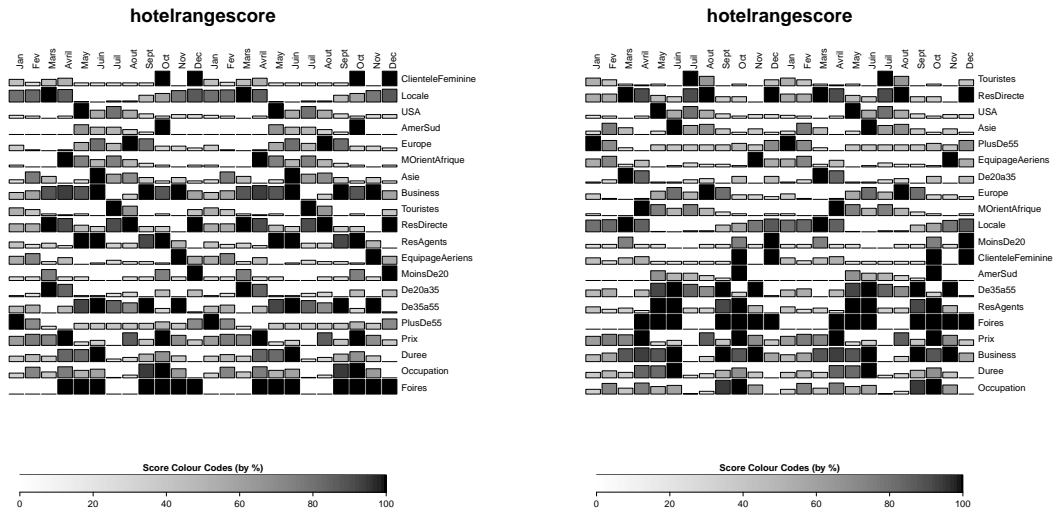 hotelrangescore
Jan Fev Mars Avril May Juin Juil Aout Sept Oct Nov Dec Jan Fev Mars Avril May Juin Juil Aout Sept Oct Nov Dec
ClienteleFeminine
Locale
USA
AmerSud
Europe
MOrientAfrique
Asie
Business
Touristes
ResDirecte
ResAgents
EquipageAeriens
MoinsDe20
De20a35
De35a55
PlusDe55
Prix
Duree
Occupation
Foires
Score Colour Codes (by %)
0 20 40 60 80 100
hotelrangescore
Jan Fev Mars Avril May Juin Juil Aout Sept Oct Nov Dec Jan Fev Mars Avril May Juin Juil Aout Sept Oct Nov Dec
Touristes
ResDirecte
USA
Asie
PlusDe55
EquipageAeriens
De20a35
Europe
MOrientAfrique
Locale
MoinsDe20
ClienteleFeminine
AmerSud
De35a55
ResAgents
Foires
Prix
Business
Duree
Occupation
Score Colour Codes (by %)
0 20 40 60 80 100